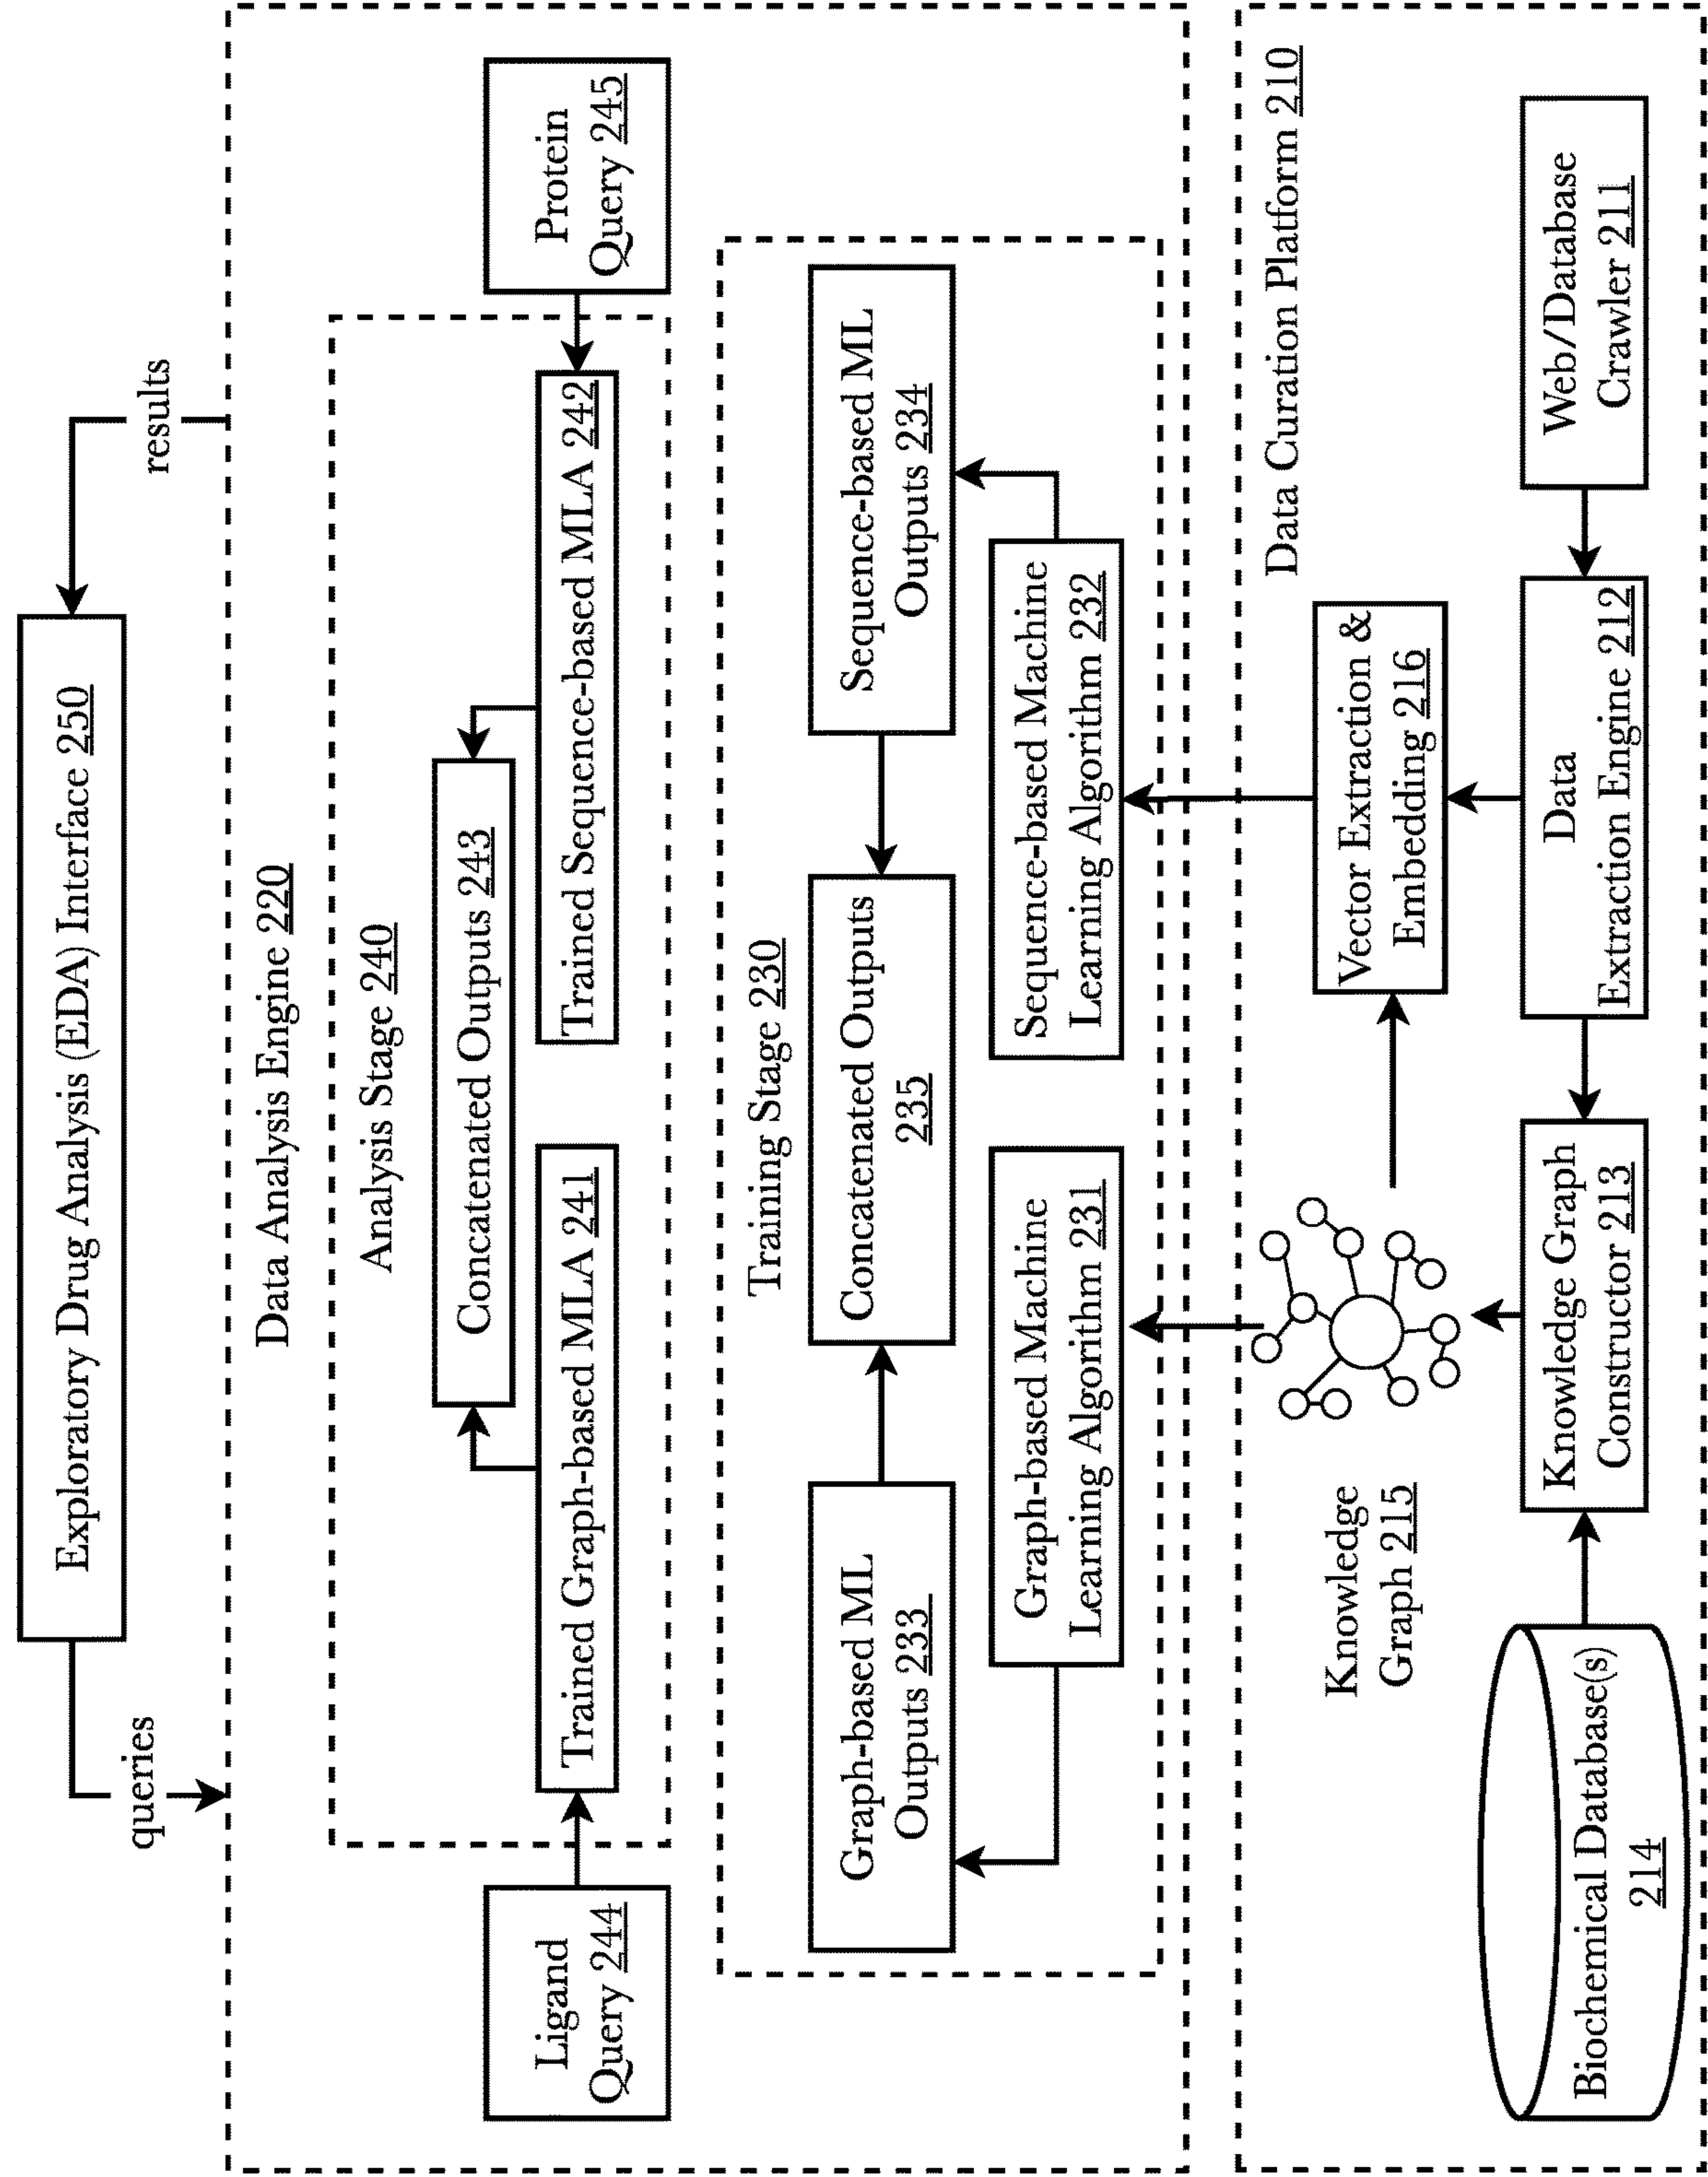 Exploratory Drug Analysis (EDA) Interface 250
queries
results
Data Analysis Engine 220
Analysis Stage 240
Concatenated Outputs 243
Ligand
Query 244
Trained Graph-based MLA 241
Trained Sequence-based MLA 242
Protein
Query 245
Training Stage 230
Graph-based ML
Outputs 233
Concatenated Outputs
235
Sequence-based ML
Outputs 234
Graph-based Machine
Learning Algorithm 231
Sequence-based Machine
Learning Algorithm 232
Data Curation Platform 210
Knowledge
Graph 215
Vector Extraction &
Embedding 216
Biochemical Database(s)
214
Knowledge Graph
Constructor 213
Data
Extraction Engine 212
Web/Database
Crawler 211